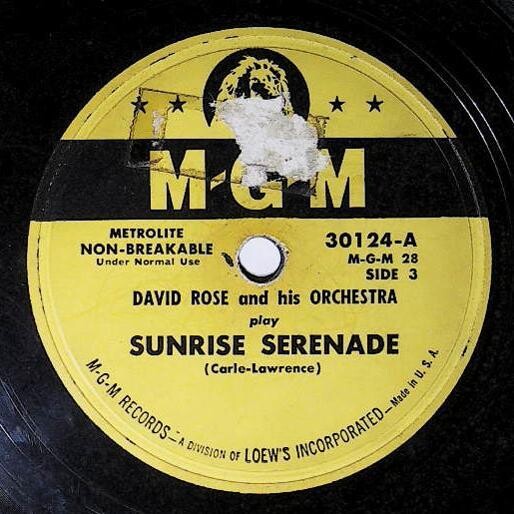 M-G-M
METROLITE
NON-BREAKABLE
Under Normal Use
30124-A
M-G-M 28
SIDE 3
DAVID ROSE and his ORCHESTRA
play
SUNRISE SERENADE
(Carle-Lawrence)
M-G-M RECORDS—A DIVISION OF LOEW'S INCORPORATED—Made in U. S. A.